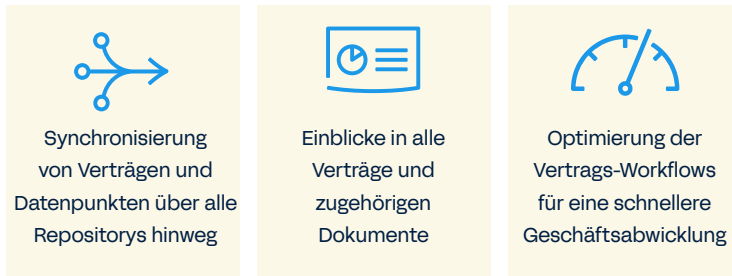 Synchronisierung
von Verträgen und
Datenpunkten über alle
Repositorys hinweg
Einblicke in alle
Verträge und
zugehörigen
Dokumente
Optimierung der
Vertrags-Workflows
für eine schnellere
Geschäftsabwicklung